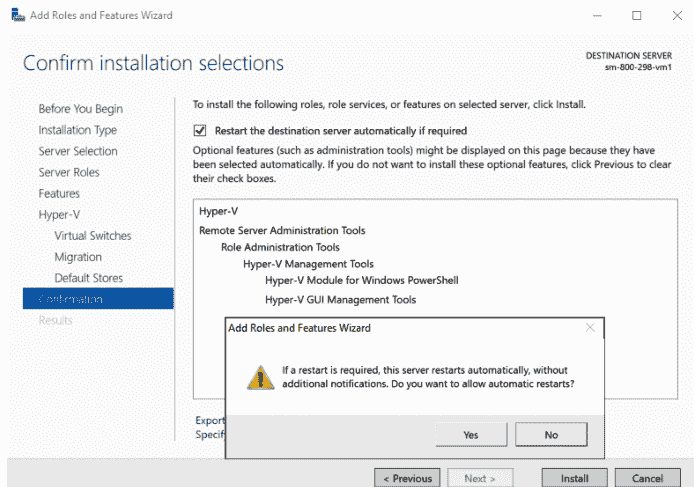 Add Roles and Features Wizard
Confirm installation selections
DESTINATION SERVER
sm-800-298-vm1
Before You Begin
Installation Type
Server Selection
Server Roles
Features
Hyper-V
Virtual Switches
Migration
Default Stores
Confirmation
Results
To install the following roles, role services, or features on selected server, click Install.
Restart the destination server automatically if required
Optional features (such as administration tools) might be displayed on this page because they have
been selected automatically. If you do not want to install these optional features, click Previous to clear
their check boxes.
Hyper-V
Remote Server Administration Tools
Role Administration Tools
Hyper-V Management Tools
Hyper-V Module for Windows PowerShell
Hyper-V GUI Management Tools
Add Roles and Features Wizard
If a restart is required, this server restarts automatically, without
additional notifications. Do you want to allow automatic restarts?
Yes
No
Export
Specif
< Previous
Next >
Install
Cancel